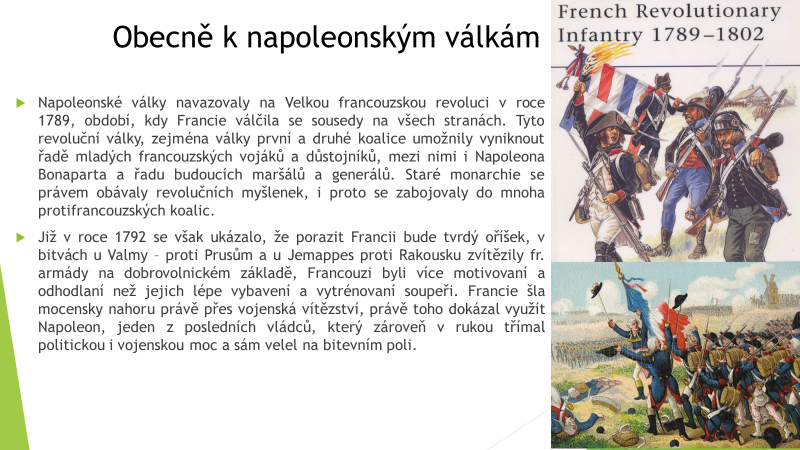 Obecně k napoleonským válkám
Napoleonské války navazovaly na Velkou francouzskou revoluci v roce
1789, období, kdy Francie válčila se sousedy na všech stranách. Tyto
revoluční války, zejména války první a druhé koalice umožnily vyniknout
řadě mladých francouzských vojáků a důstojníků, mezi nimi i Napoleona
Bonaparta a řadu budoucích maršálů a generálů. Staré monarchie se
právem obávaly revolučních myšlenek, i proto se zabojovaly do mnoha
protifrancouzských koalic.
Již v roce 1792 se však ukázalo, že porazit Francii bude tvrdý oříšek, v
bitvách u Valmy – proti Prusům a u Jemappes proti Rakousku zvítězily fr.
armády na dobrovolnickém základě, Francouzi byli více motivovaní a
odhodlaní než jejich lépe vybavení a vytrénovaní soupeři. Francie šla
mocensky nahoru právě přes vojenská vítězství, právě toho dokázal využít
Napoleon, jeden z posledních vládců, který zároveň v rukou třímal
politickou i vojenskou moc a sám velel na bitevním poli.
French Revolutionary
Infantry 1789–1802